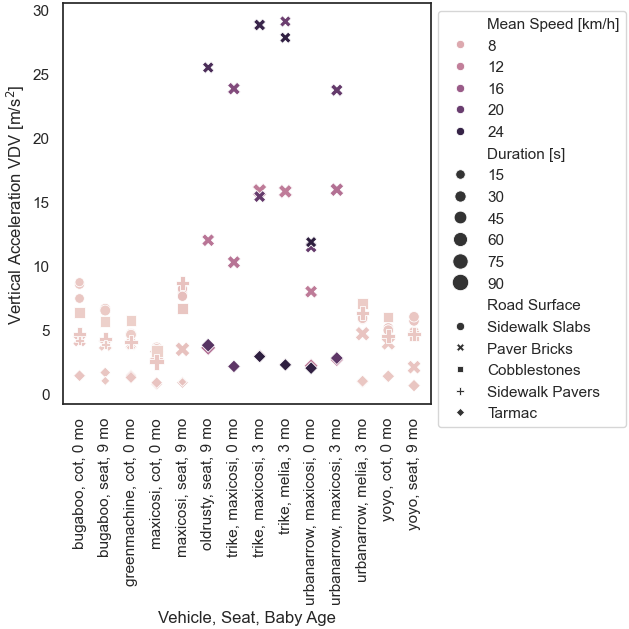 30
25
20
15
10
5
0
Vertical Acceleration VDV [m/s²]
bugaboo, cot, 0 mo
bugaboo, seat, 9 mo
greenmachine, cot, 0 mo
maxicosi, cot, 0 mo
maxicosi, seat, 9 mo
oldrusty, seat, 9 mo
trike, maxicosi, 0 mo
trike, maxicosi, 3 mo
trike, melia, 3 mo
urbanarrow, maxicosi, 0 mo
urbanarrow, maxicosi, 3 mo
urbanarrow, melia, 3 mo
yoyo, cot, 0 mo
yoyo, seat, 9 mo
Vehicle, Seat, Baby Age
Mean Speed [km/h]
8
12
16
20
24
Duration [s]
15
30
45
60
75
90
Road Surface
Sidewalk Slabs
Paver Bricks
Cobblestones
Sidewalk Pavers
Tarmac